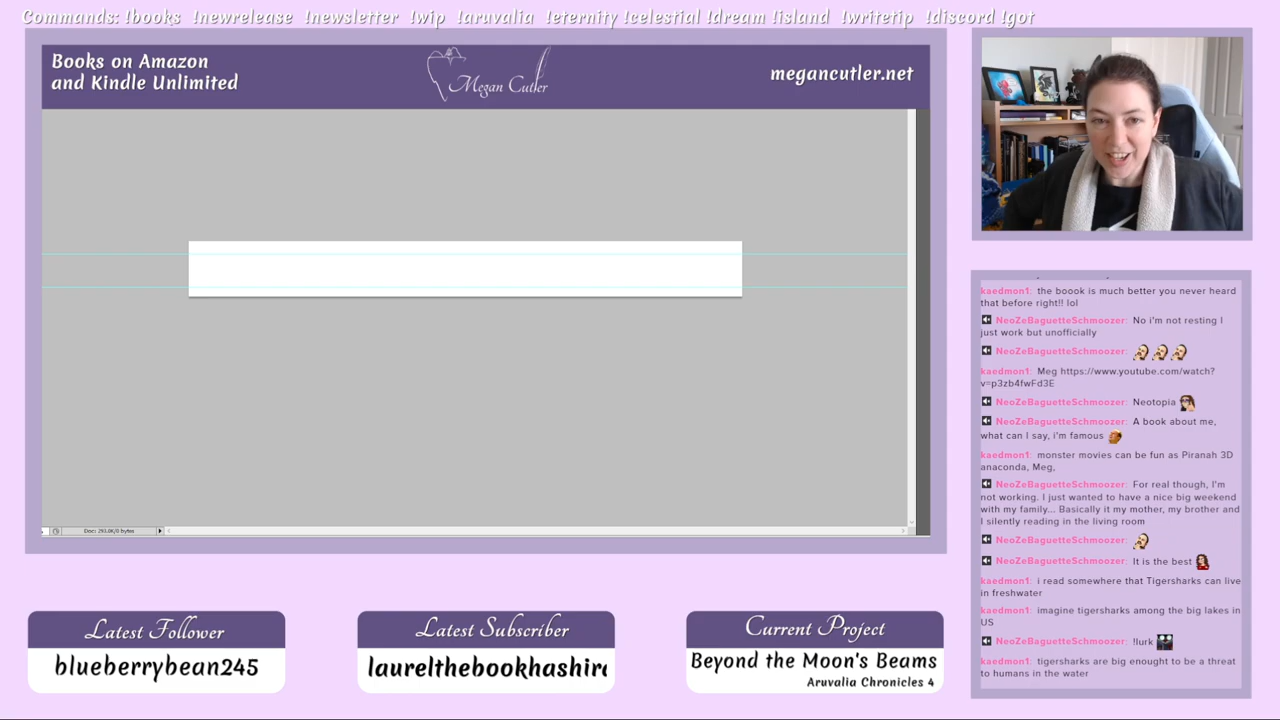 Commands: !books !newrelease !newsletter !wip !aruvalia !eternity !celestial !dream !island !writetip !discord !got
Books on Amazon
and Kindle Unlimited
Megan Cutler
megancutler.net
Doc: 293.0K/0 bytes
kaedmon1: the boook is much better you never heard
that before right!! lol
NeoZeBaguetteSchmoozer: No i'm not resting I
just work but unofficially
NeoZeBaguetteSchmoozer:
kaedmon1: Meg https://www.youtube.com/watch?
v=p3zb4fwFd3E
NeoZeBaguetteSchmoozer: Neotopia
NeoZeBaguetteSchmoozer: A book about me,
what can I say, i'm famous
kaedmon1: monster movies can be fun as Piranah 3D
anaconda, Meg,
NeoZeBaguetteSchmoozer: For real though, I'm
not working. I just wanted to have a nice big weekend
with my family... Basically it my mother, my brother and
I silently reading in the living room
NeoZeBaguetteSchmoozer:
NeoZeBaguetteSchmoozer: It is the best
kaedmon1: i read somewhere that Tigersharks can live
in freshwater
kaedmon1: imagine tigersharks among the big lakes in
US
NeoZeBaguetteSchmoozer: !lurk
kaedmon1: tigersharks are big enought to be a threat
to humans in the water
Latest Follower
blueberrybean245
Latest Subscriber
laurelthebookhashira
Current Project
Beyond the Moon's Beams
Aruvalia Chronicles 4